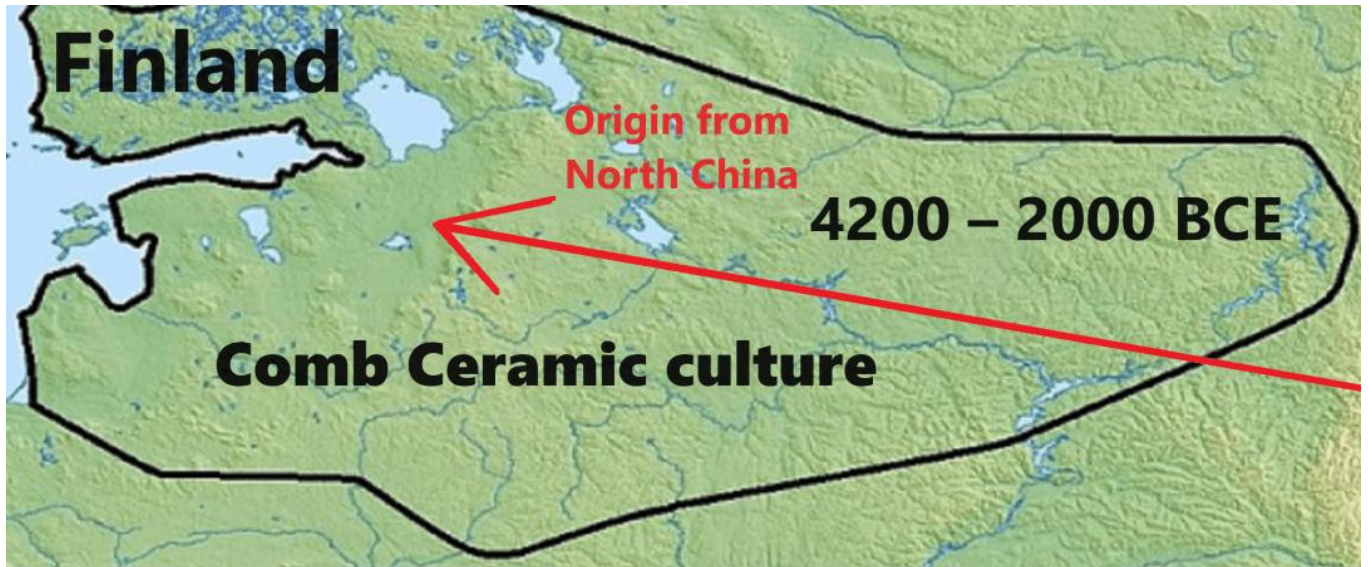 Finland
Origin from
North China
4200 – 2000 BCE
Comb Ceramic culture